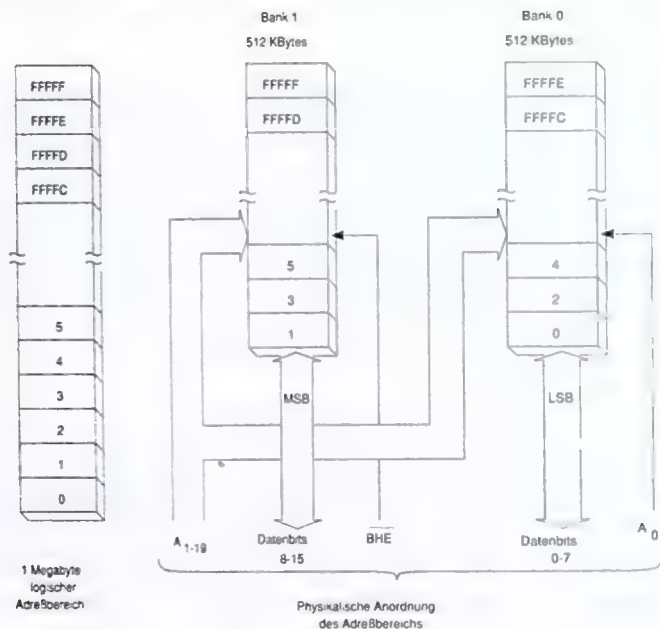 Bank 1
512 KBytes
Bank 0
512 KBytes
FFFFF
FFFFE
FFFFD
FFFFC
5
4
3
2
1
0
1 Megabyte
logischer
Adreßbereich
FFFFF
FFFFD
5
3
1
MSB
FFFFE
FFFFC
4
2
0
LSB
A1-19
Datenbits
8-15
BHE
Datenbits
0-7
A0
Physikalische Anordnung
des Adreßbereichs